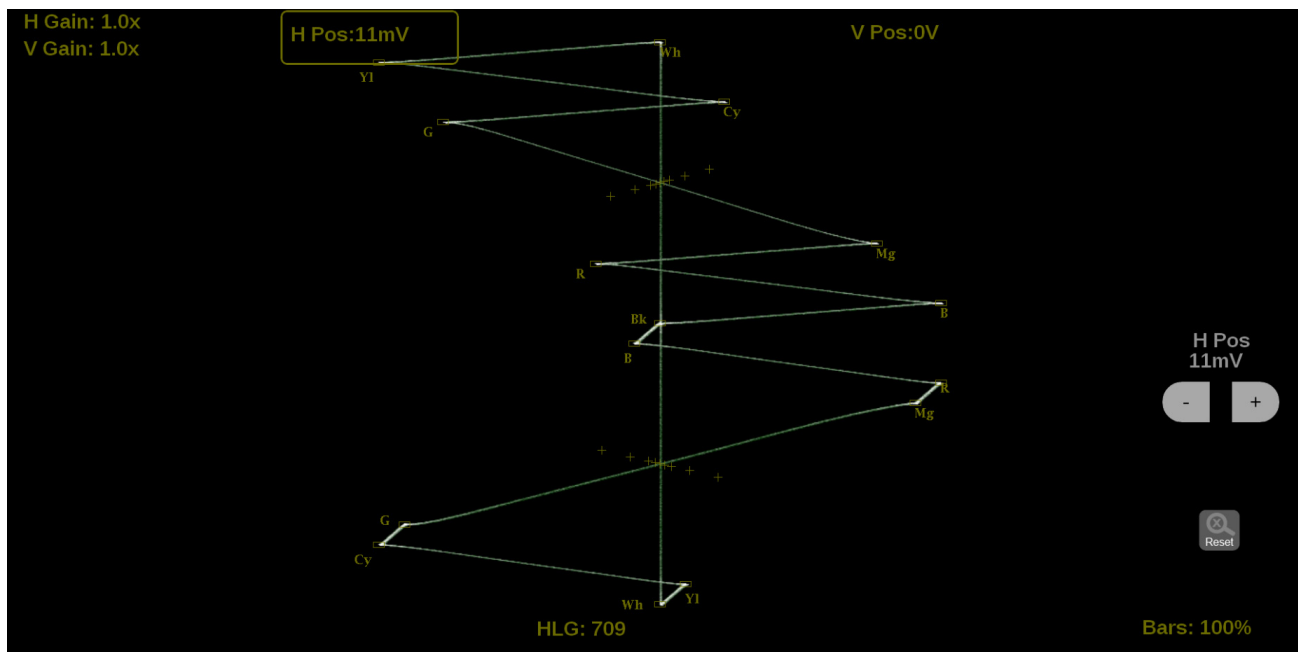 H Gain: 1.0x
V Gain: 1.0x
H Pos:11mV
V Pos:0V
Wh
Yl
Cy
G
Mg
R
B
Bk
B
R
Mg
H Pos
11mV
-
+
G
Cy
Reset
Yl
Wh
HLG: 709
Bars: 100%